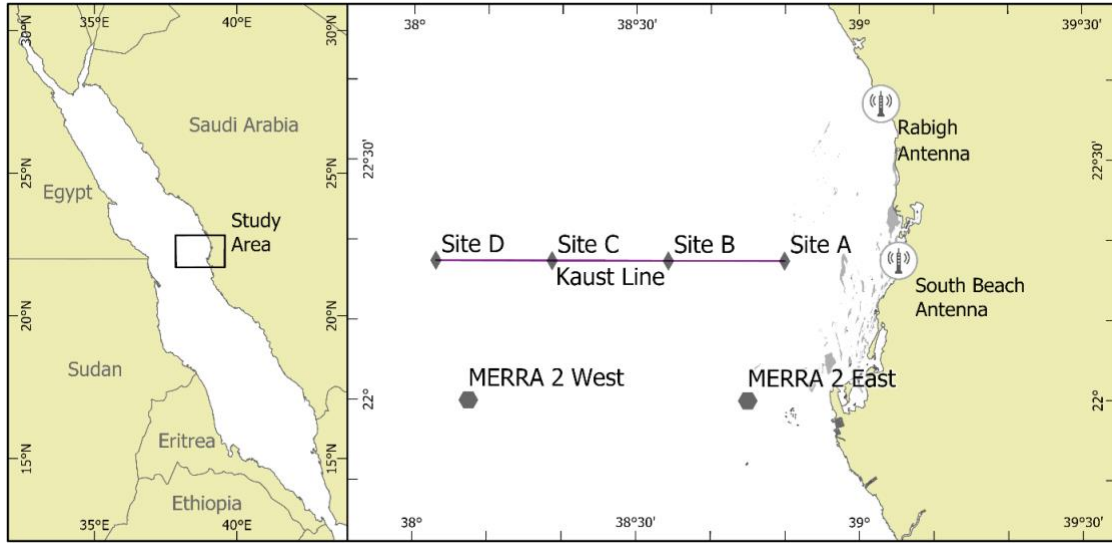 35°E
40°E
30°N
25°N
20°N
15°N
30°N
25°N
20°N
15°N
Saudi Arabia
Egypt
Study
Area
Sudan
Eritrea
Ethiopia
35°E
40°E
38°
38°30'
39°
39°30'
22°30'
22°
22°30'
22°
Rabigh
Antenna
Site D
Site C
Site B
Site A
Kaust Line
South Beach
Antenna
MERRA 2 West
MERRA 2 East
38°
38°30'
39°
39°30'